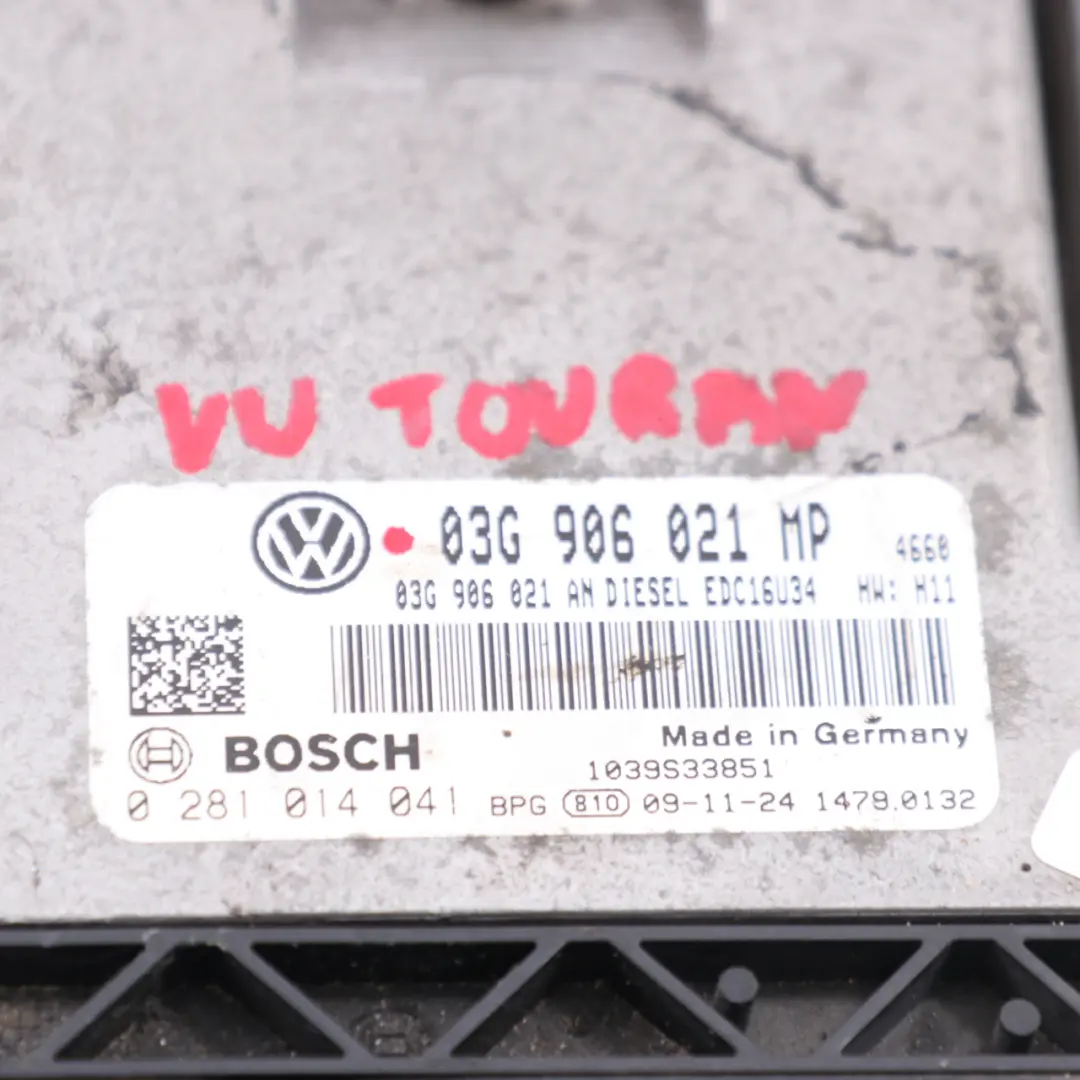 VW TOURAN
03G 906 021 MP 4660
03G 906 021 AN DIESEL EDC16U34 HW: H11
Made in Germany
BOSCH 1039S33851
0 281 014 041 BPG 810 09-11-24 1479.0132